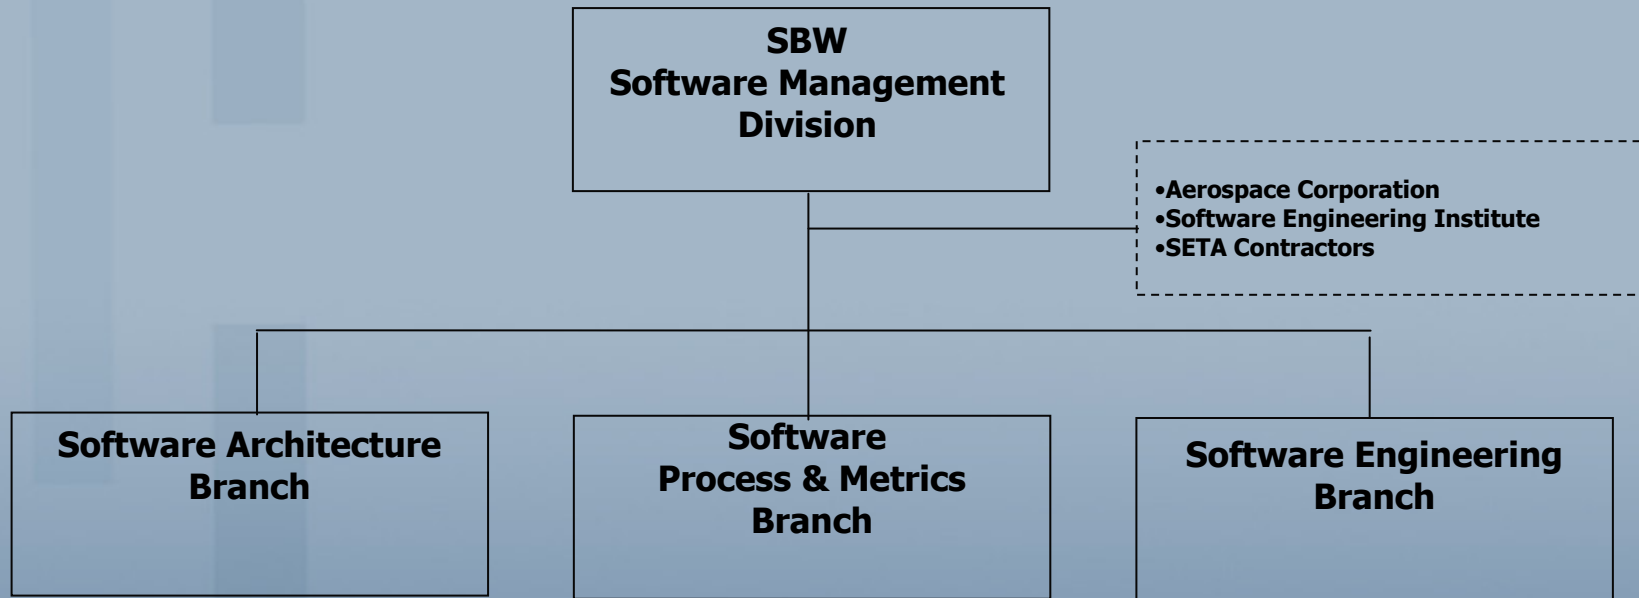 SBW
Software Management
Division
•Aerospace Corporation
•Software Engineering Institute
•SETA Contractors
Software Architecture
Branch
Software
Process & Metrics
Branch
Software Engineering
Branch